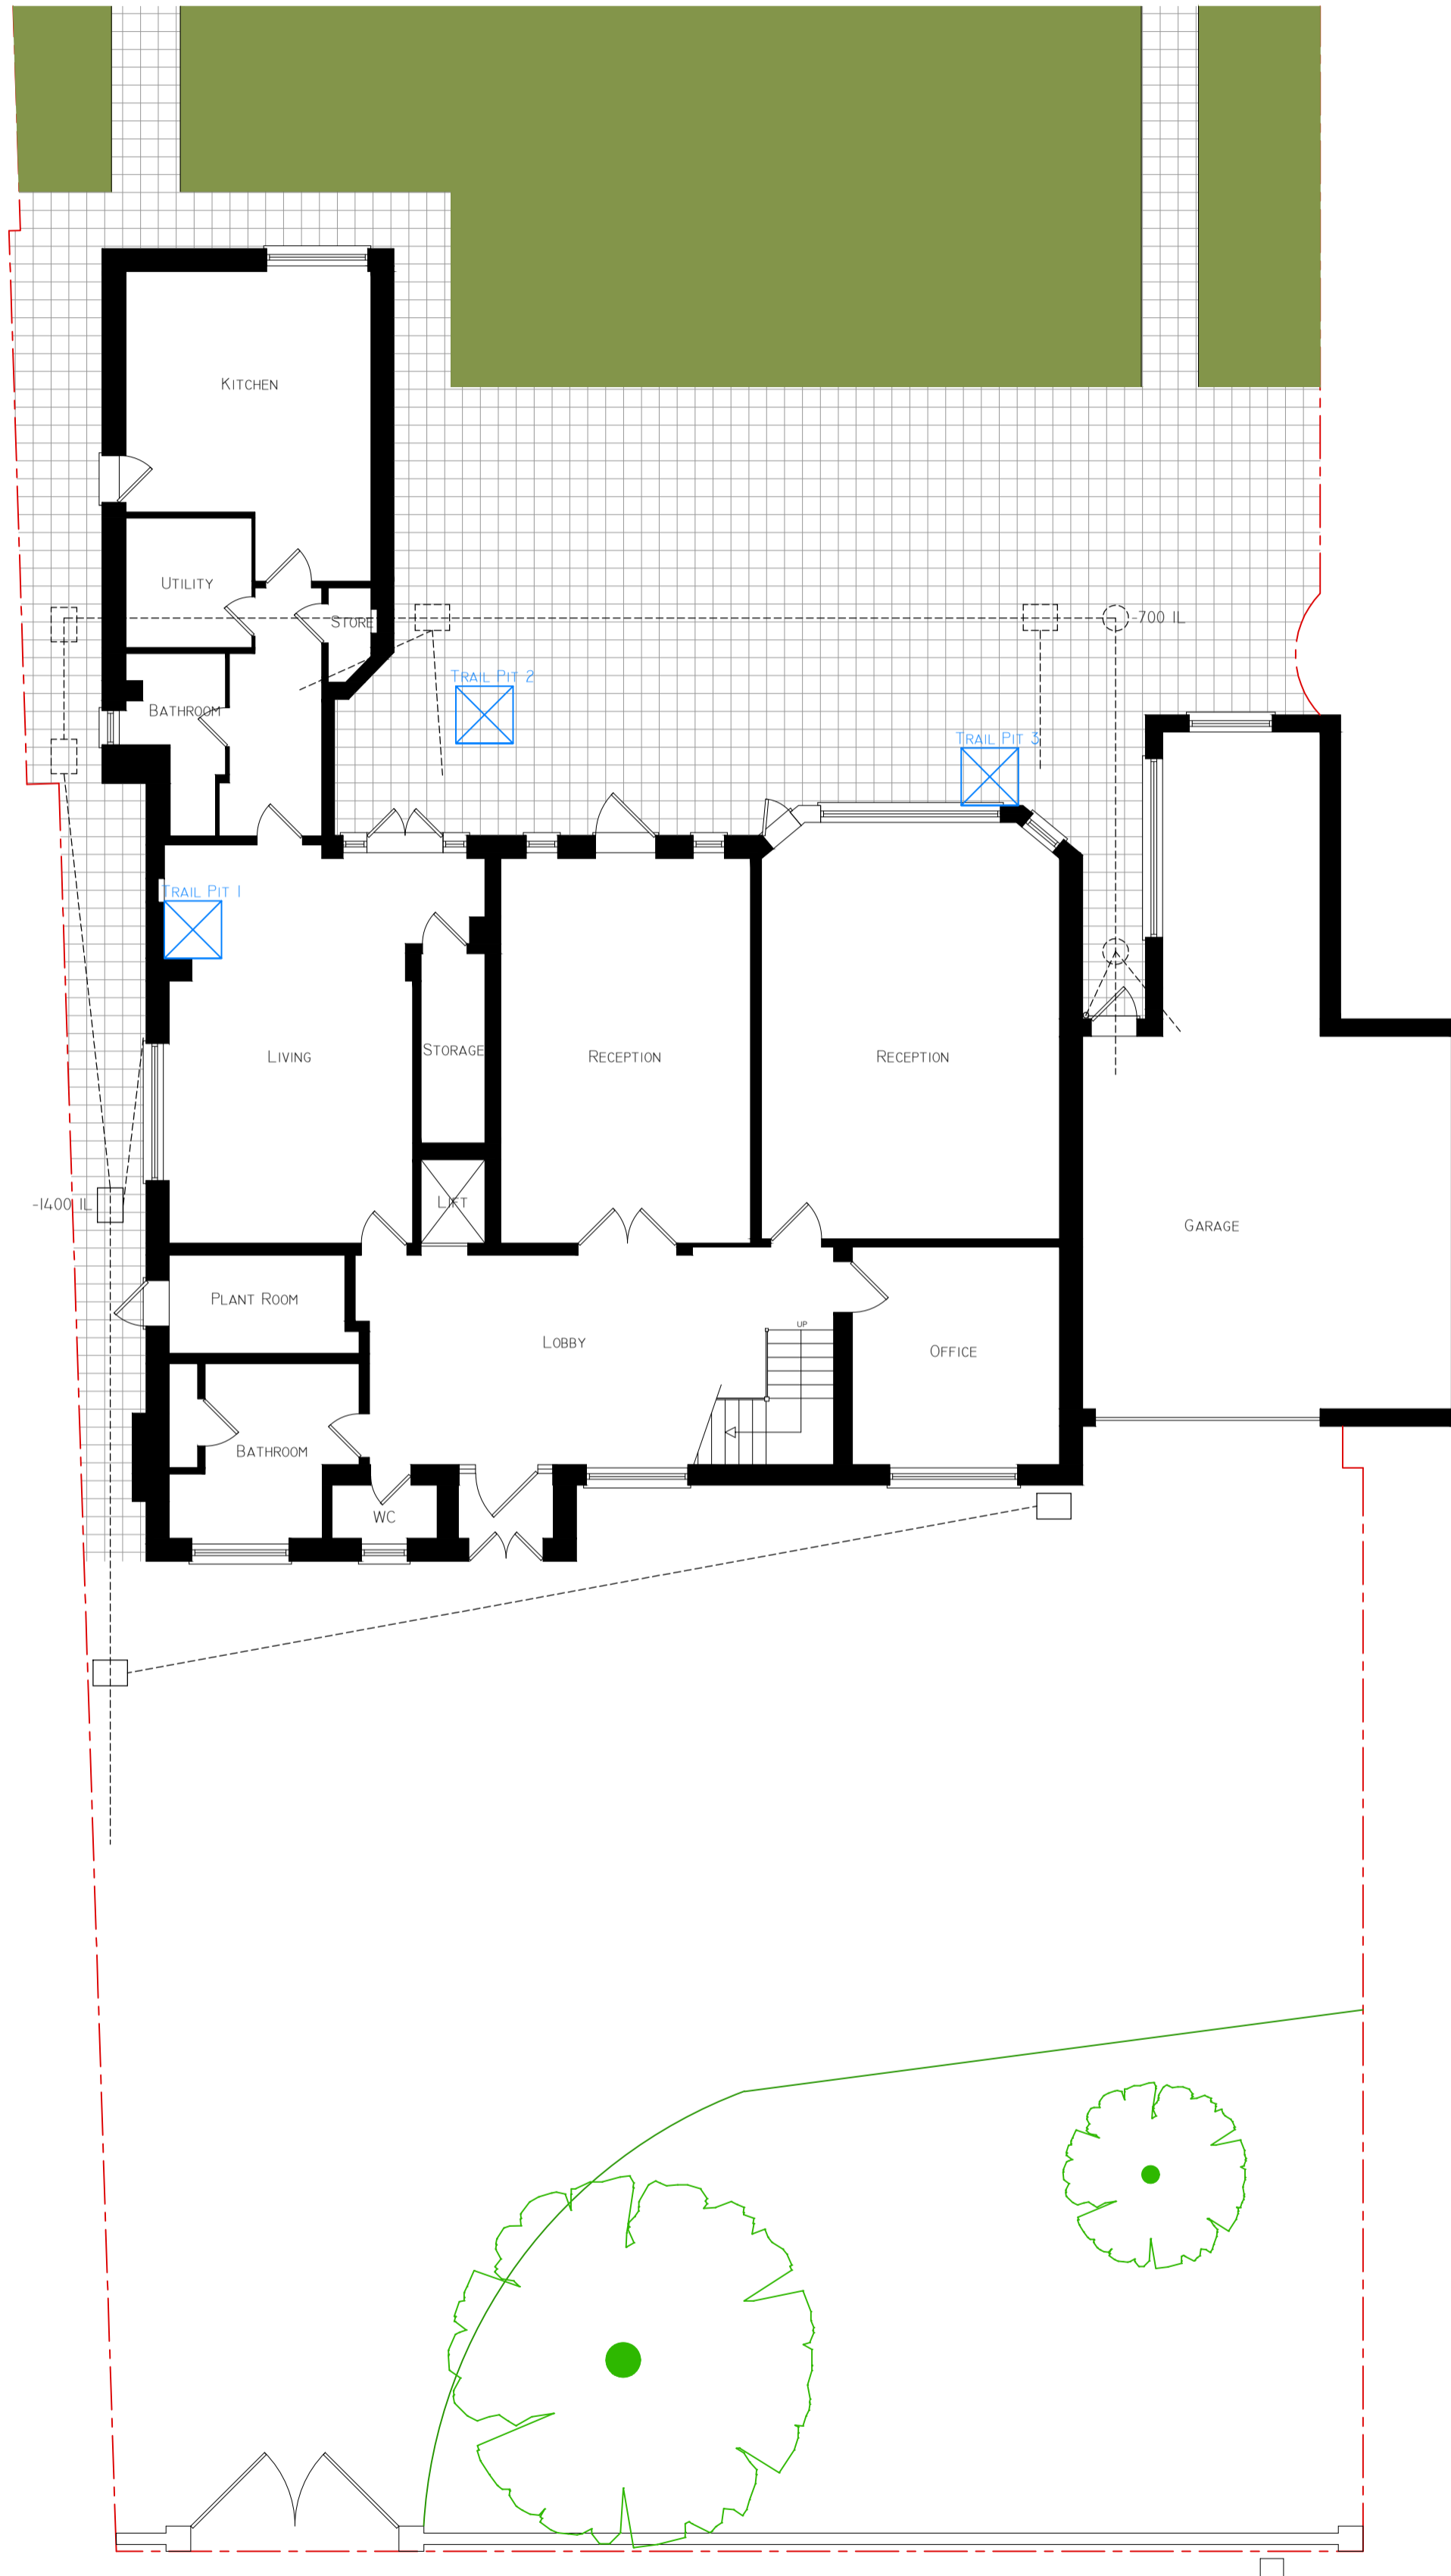 KITCHEN
UTILITY
STORE
-700 IL
TRAIL PIT 2
BATHROOM
TRAIL PIT 3
TRAIL PIT 1
LIVING
STORAGE
RECEPTION
RECEPTION
-1400 IL
LIFT
GARAGE
PLANT ROOM
LOBBY
UP
OFFICE
BATHROOM
WC